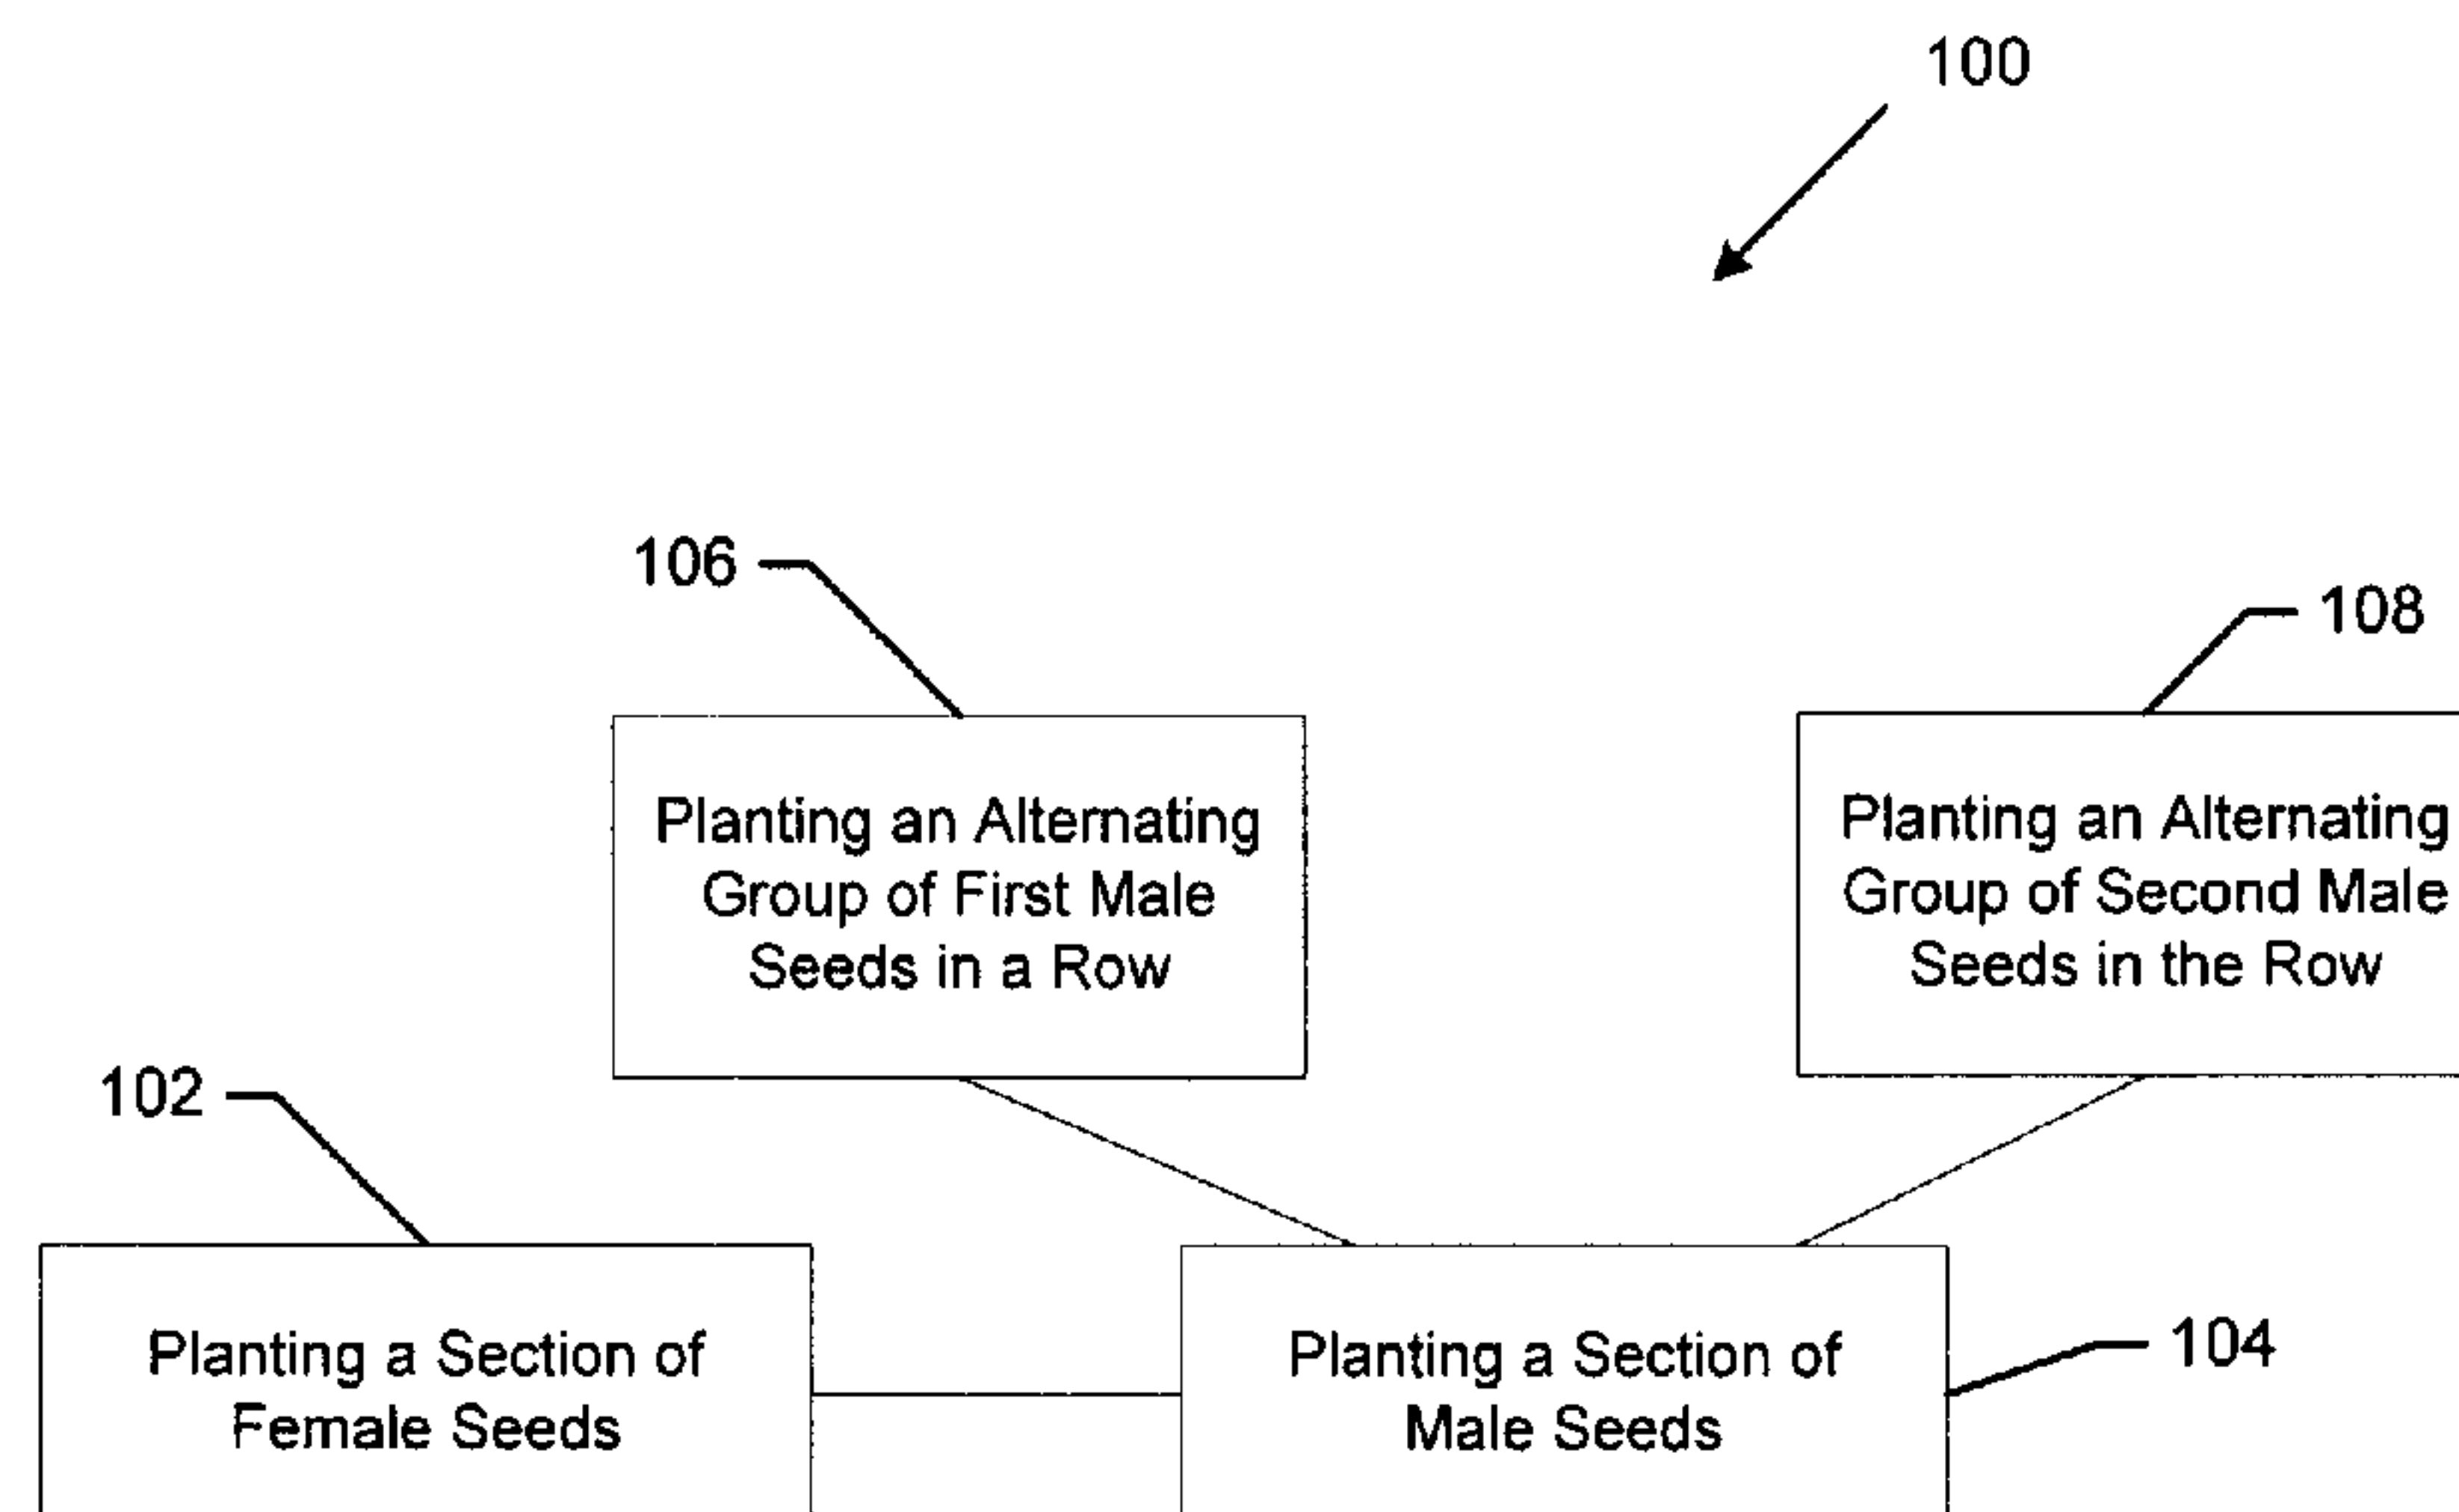 100
106
108
Planting an Alternating
Group of First Male
Seeds in a Row
Planting an Alternating
Group of Second Male
Seeds in the Row
102
Planting a Section of
Female Seeds
Planting a Section of
Male Seeds
104